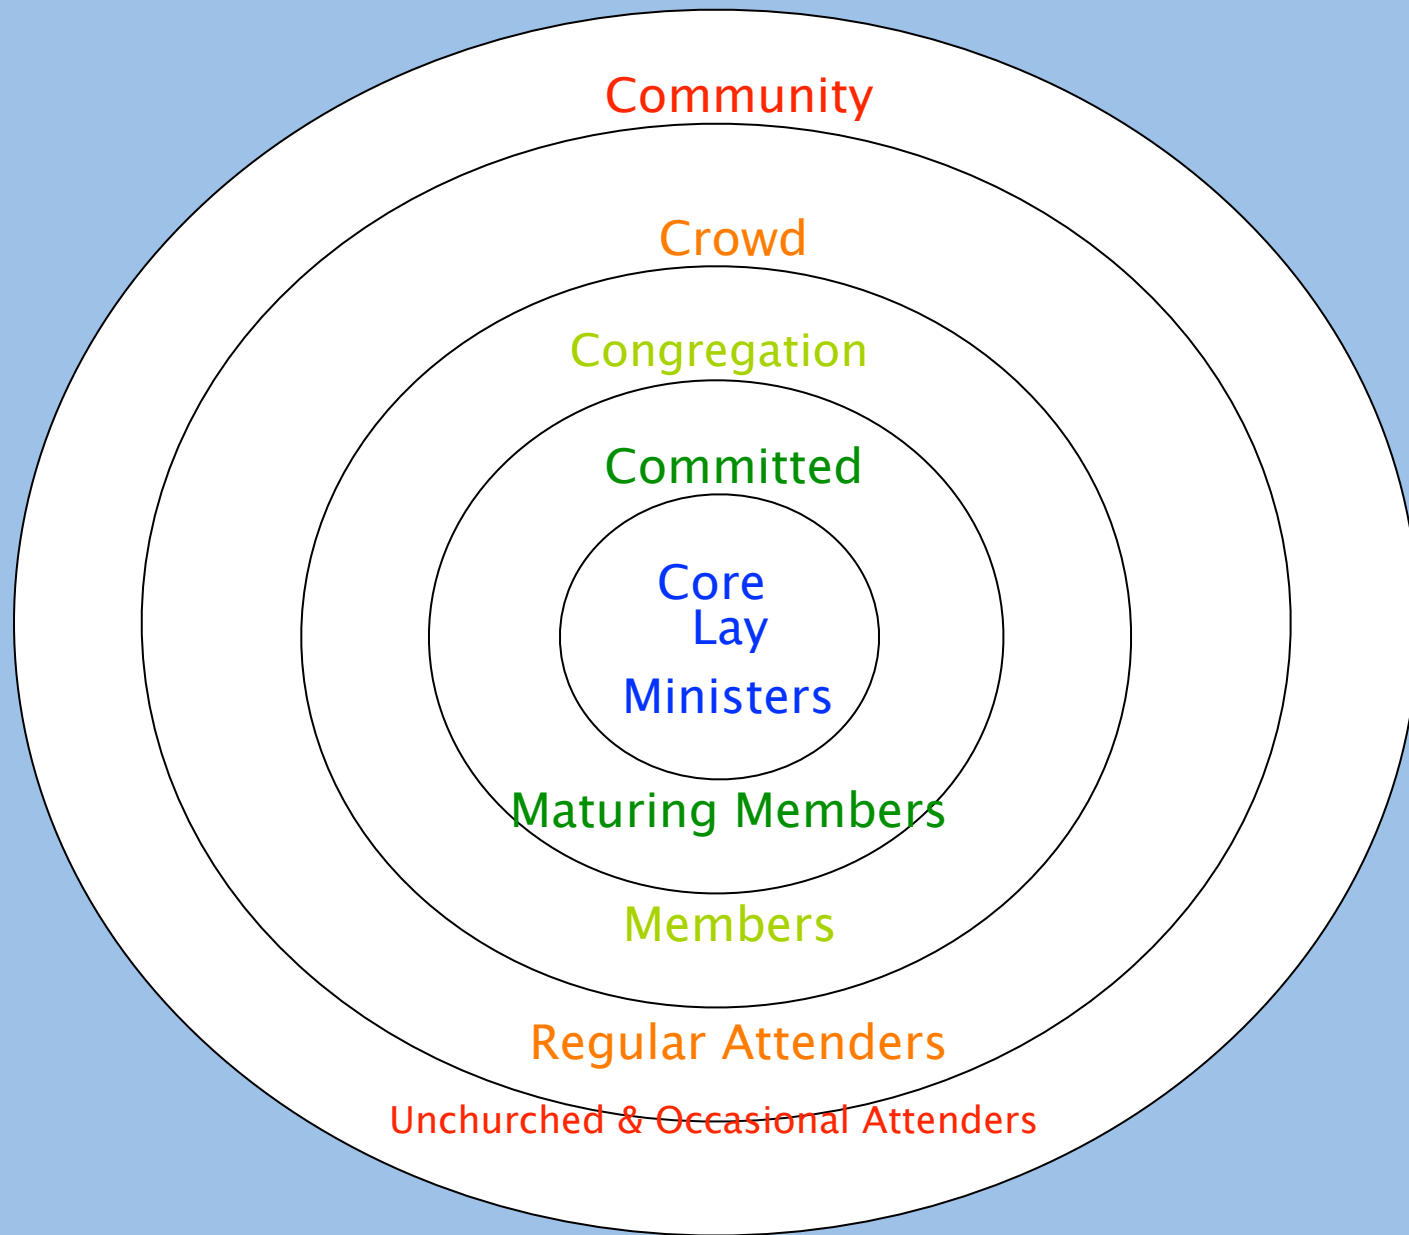 Community
Crowd
Congregation
Committed
Core
Lay
Ministers
Maturing Members
Members
Regular Attenders
Unchurched & Occasional Attenders